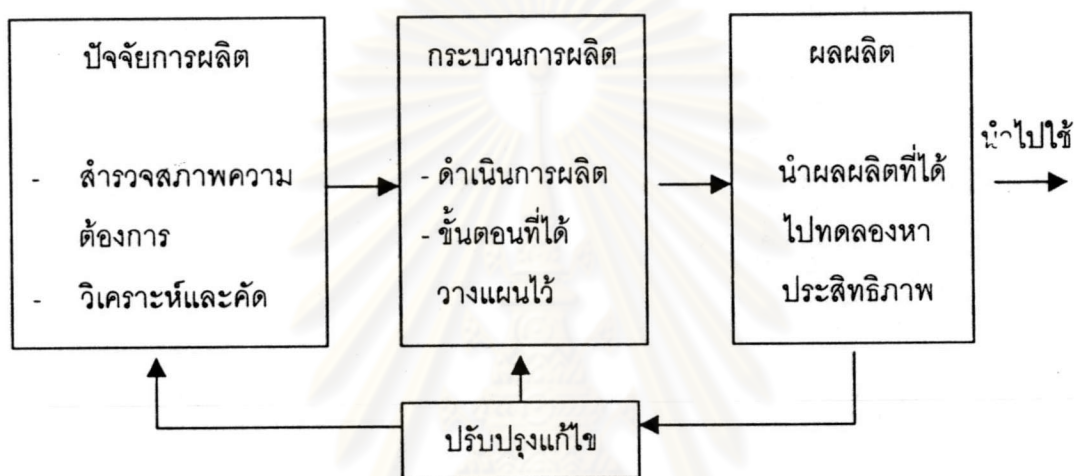 ปัจจัยการผลิต
- สำรวจสภาพความ
ต้องการ
- วิเคราะห์และคัด
กระบวนการผลิต
- ดำเนินการผลิต
- ขั้นตอนที่ได้
วางแผนไว้
ผลผลิต
นำผลผลิตที่ได้
ไปทดลองหา
ประสิทธิภาพ
นำไปใช้
ปรับปรุงแก้ไข